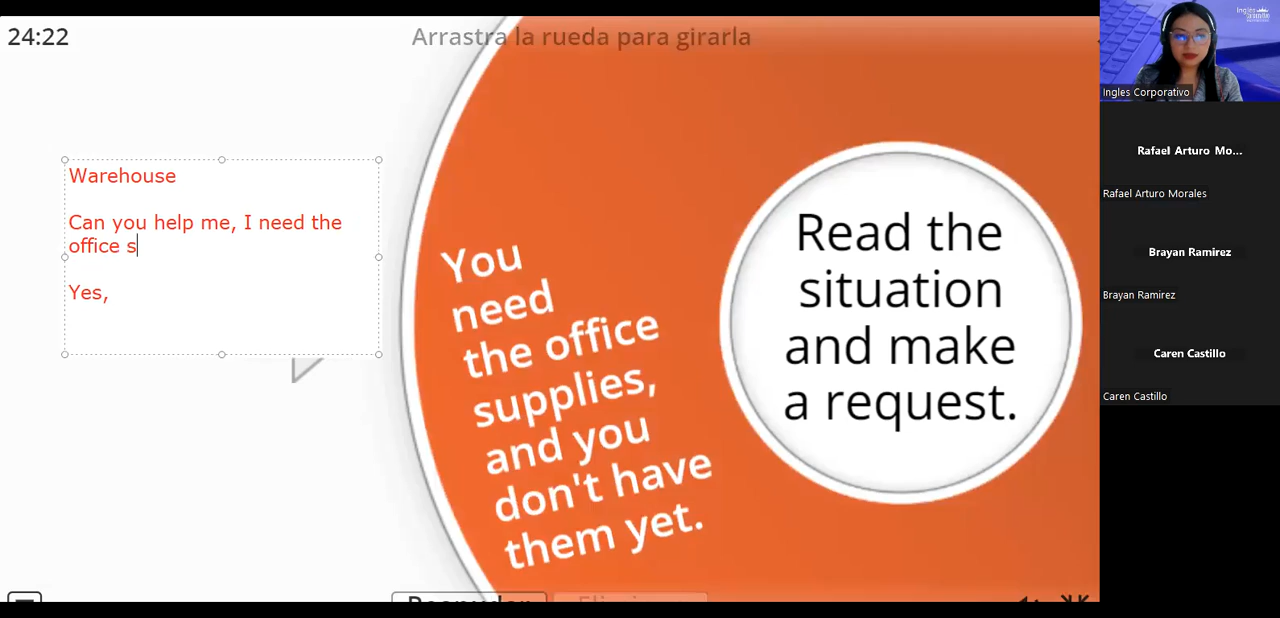 24:22
Arrastra la rueda para girarla
Warehouse
Can you help me, I need the
office s
Yes,
You
need
the office
supplies,
and you
don't have
them yet.
Read the
situation
and make
a request.
Ingles Corporativo
Rafael Arturo Mo...
Rafael Arturo Morales
Brayan Ramirez
Brayan Ramirez
Caren Castillo
Caren Castillo